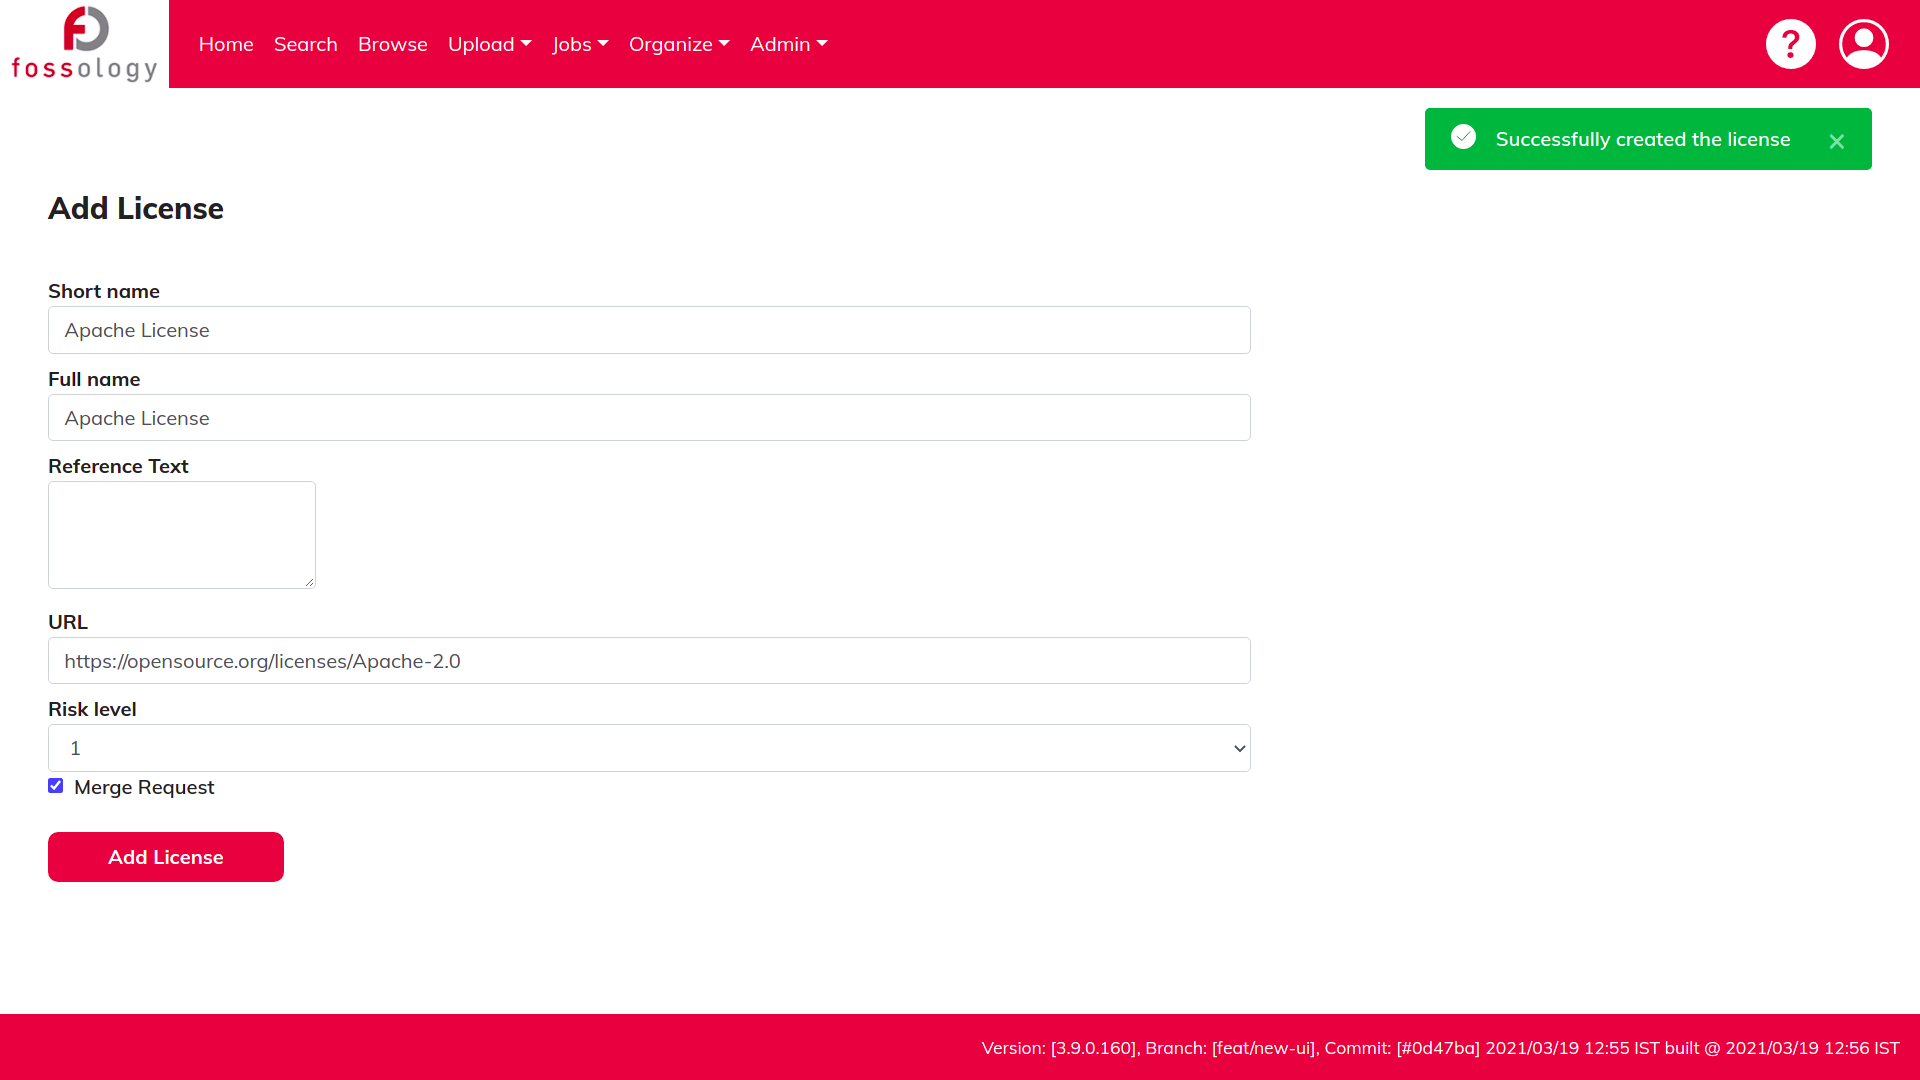 fossology
Home Search Browse Upload Jobs Organize Admin
?
Successfully created the license ×
Add License
Short name
Apache License
Full name
Apache License
Reference Text
URL
https://opensource.org/licenses/Apache-2.0
Risk level
1
Merge Request
Add License
Version: [3.9.0.160], Branch: [feat/new-ui], Commit: [#0d47ba] 2021/03/19 12:55 IST built @ 2021/03/19 12:56 IST